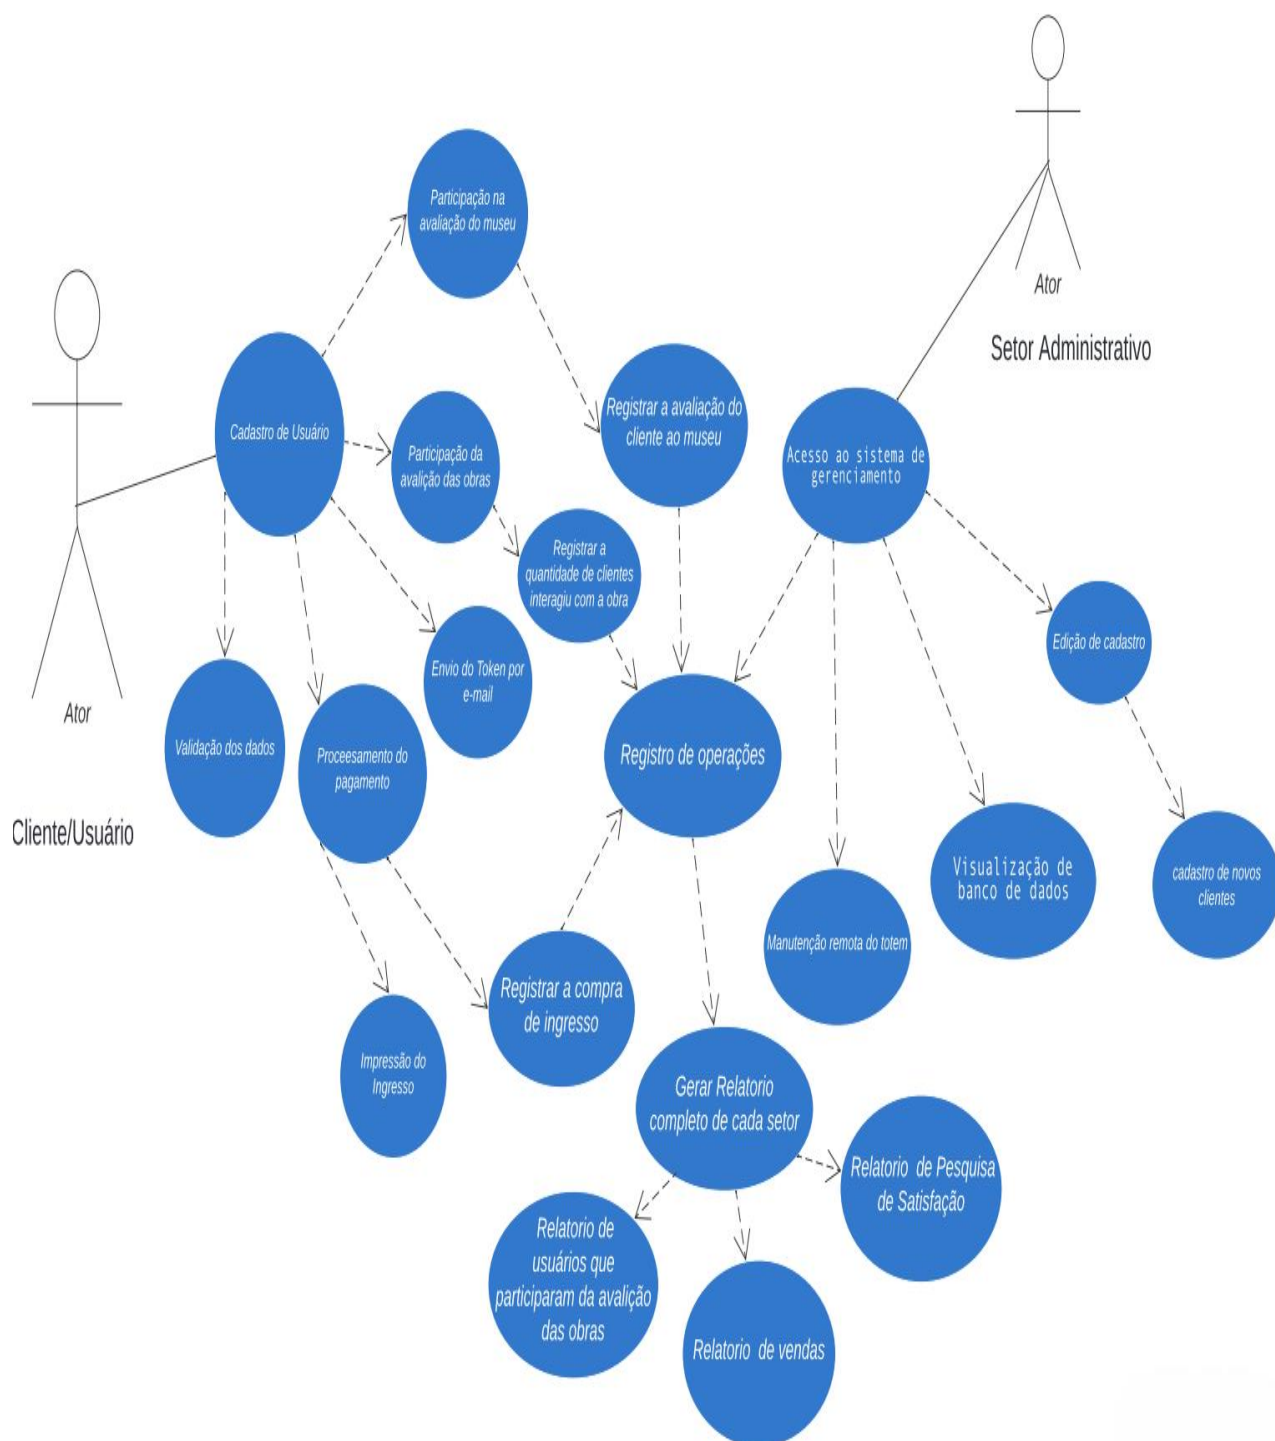 Participação na
avaliação do museu
Ator
Setor Administrativo
Cadastro de Usuário
Registrar a avaliação do
cliente ao museu
Acesso ao sistema de
gerenciamento
Participação da
avalição das obras
Registrar a
quantidade de clientes
interagiu com a obra
Envio do Token por
e-mail
Edição de cadastro
Ator
Cliente/Usuário
Validação dos dados
Proceesamento do
pagamento
Registro de operações
Visualização de
banco de dados
cadastro de novos
clientes
Manutenção remota do totem
Registrar a compra
de ingresso
Impressão do
Ingresso
Gerar Relatorio
completo de cada setor
Relatorio de Pesquisa
de Satisfação
Relatorio de
usuários que
participaram da avalição
das obras
Relatorio de vendas